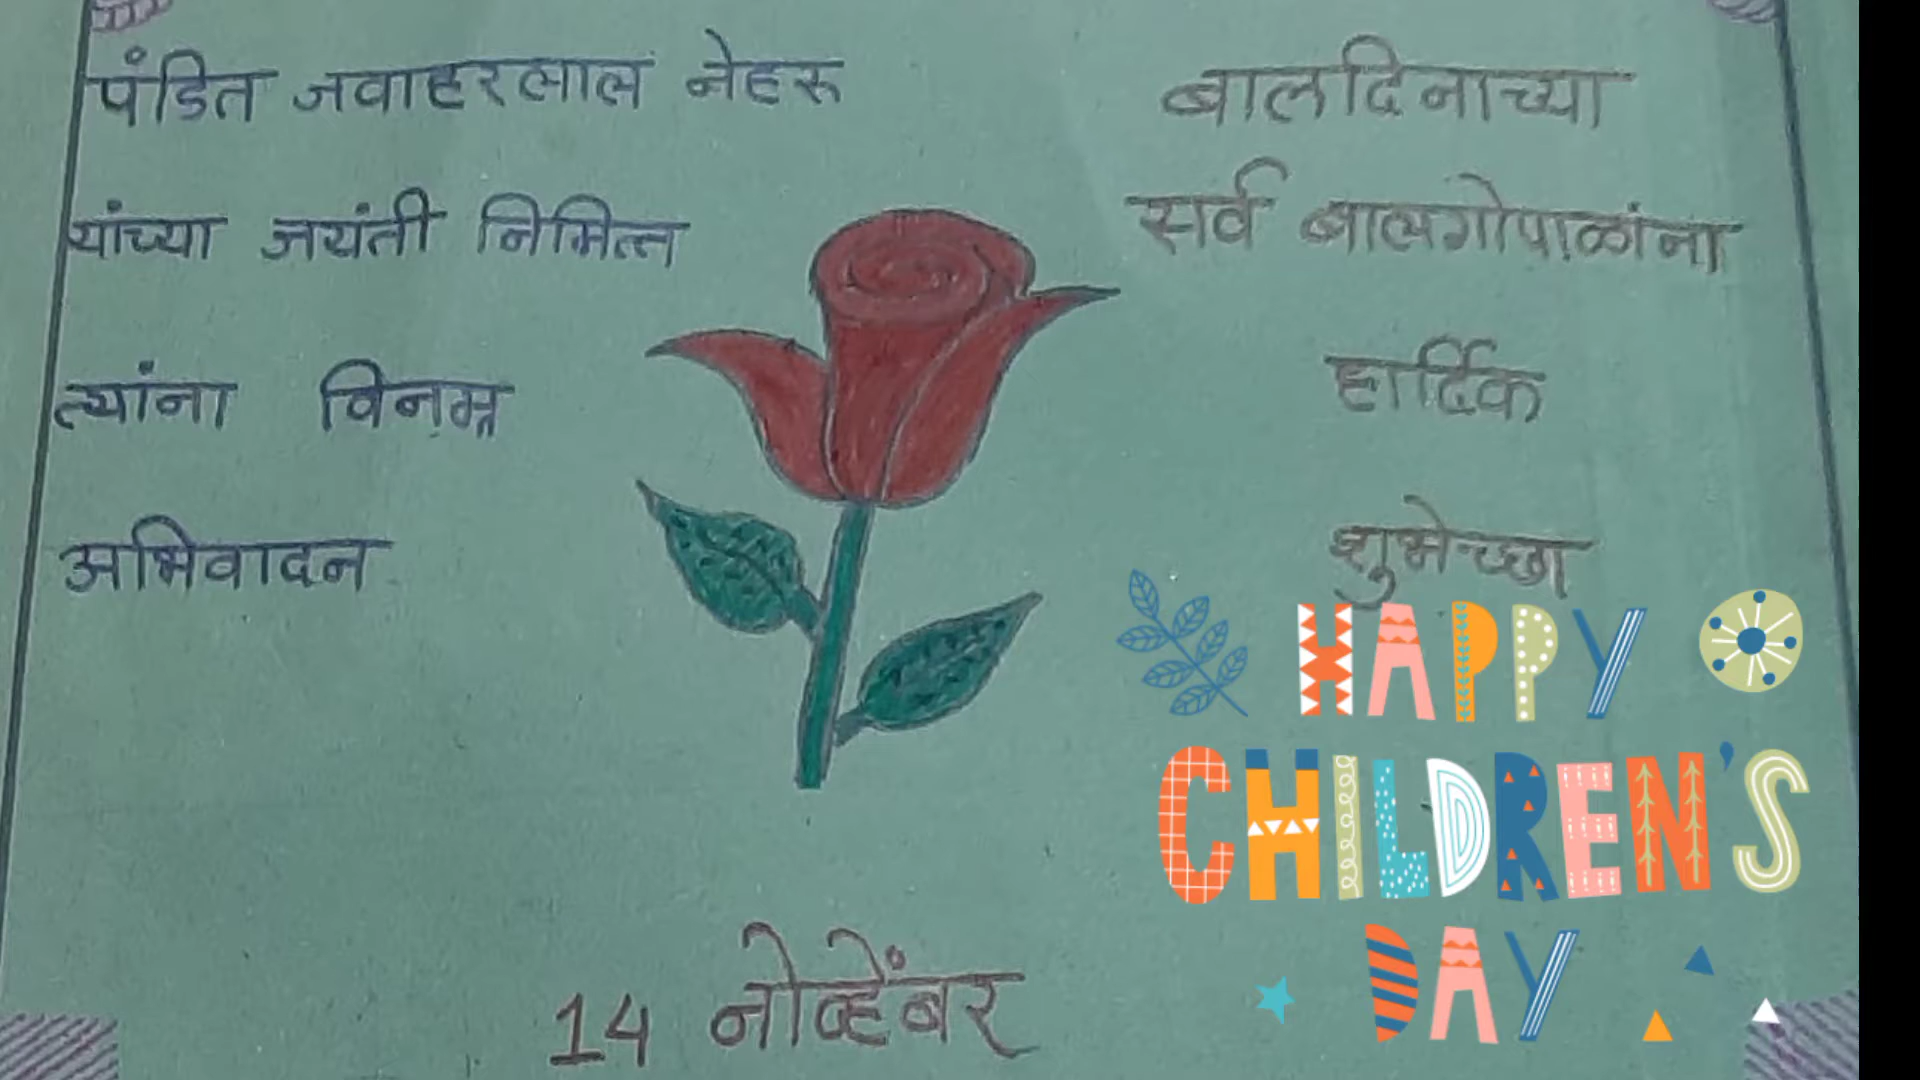 पंडित जवाहरलाल नेहरू
यांच्या जयंती निमित्त
त्यांना विनम्र
अभिवादन
बालदिनाच्या
सर्व बालगोपाळांना
हार्दिक
शुभेच्छा
HAPPY
CHILDREN'S
DAY
14 नोव्हेंबर